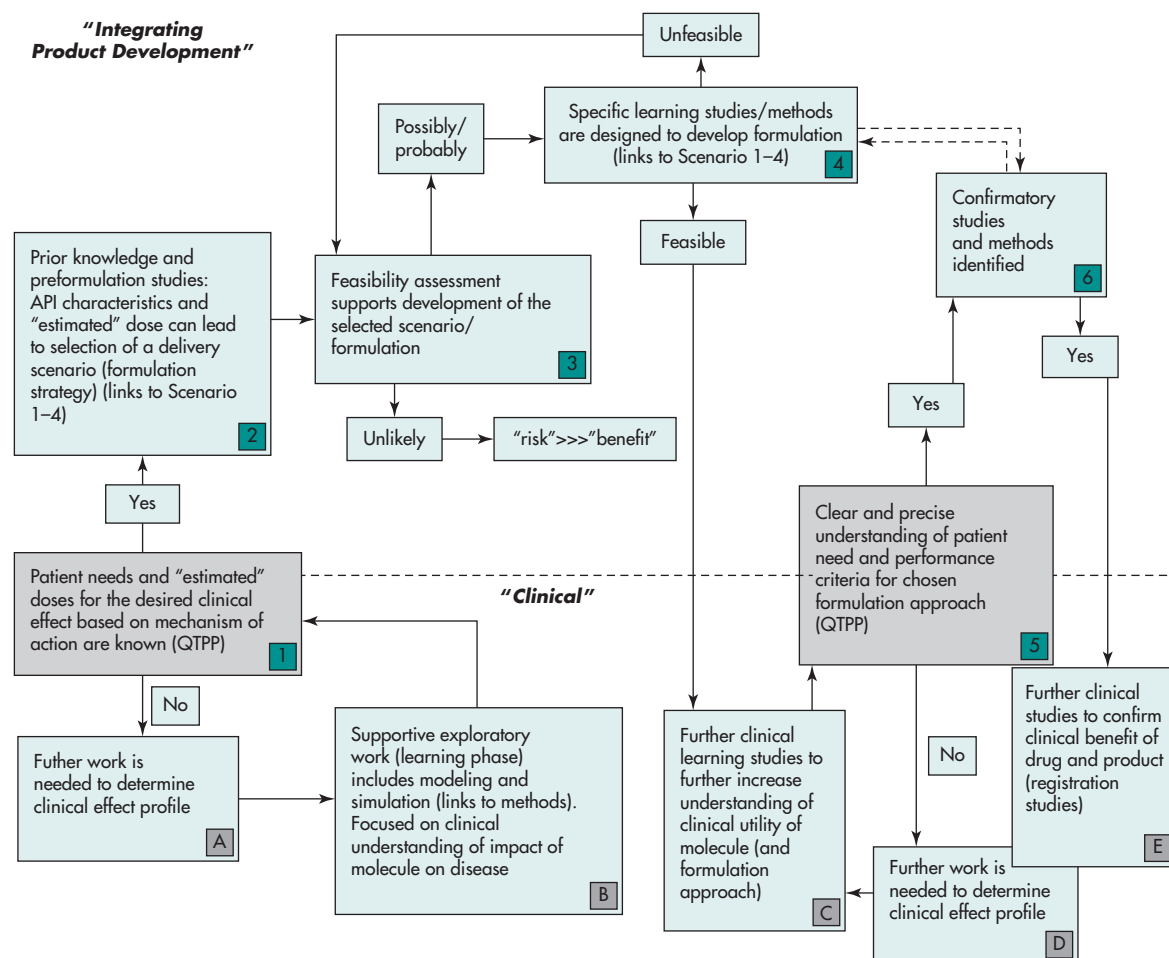 “Integrating
Product Development”
Unfeasible
Possibly/
probably
Specific learning studies/methods
are designed to develop formulation
(links to Scenario 1–4)
4
Confirmatory
studies
and methods
identified
6
Feasible
Prior knowledge and
preformulation studies:
API characteristics and
“estimated” dose can lead
to selection of a delivery
scenario (formulation
strategy) (links to Scenario
1–4)
2
Feasibility assessment
supports development of the
selected scenario/
formulation
3
Yes
Yes
Unlikely
“risk”>>>”benefit”
Yes
Clear and precise
understanding of patient
need and performance
criteria for chosen
formulation approach
(QTPP)
5
Patient needs and “estimated”
doses for the desired clinical
effect based on mechanism of
action are known (QTPP)
1
“Clinical”
No
Futher work is
needed to determine
clinical effect profile
A
Supportive exploratory
work (learning phase)
includes modeling and
simulation (links to methods).
Focused on clinical
understanding of impact of
molecule on disease
B
Further clinical
learning studies to
further increase
understanding of
clinical utility of
molecule (and
formulation
approach)
C
No
Further work is
needed to determine
clinical effect profile
D
Further clinical
studies to confirm
clinical benefit of
drug and product
(registration
studies)
E